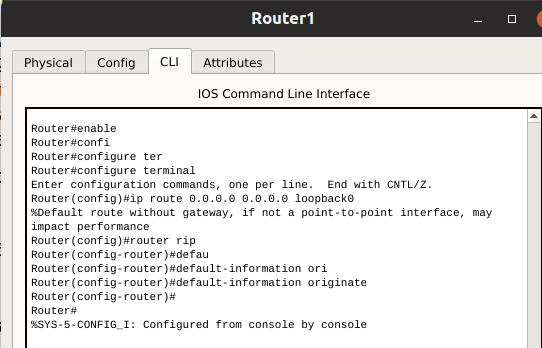 Router1
Physical
Config
CLI
Attributes
IOS Command Line Interface
Router#enable
Router#confi
Router#configure ter
Router#configure terminal
Enter configuration commands, one per line.  End with CNTL/Z.
Router(config)#ip route 0.0.0.0 0.0.0.0 loopback0
%Default route without gateway, if not a point-to-point interface, may
impact performance
Router(config)#router rip
Router(config-router)#defau
Router(config-router)#default-information ori
Router(config-router)#default-information originate
Router(config-router)#
Router#
%SYS-5-CONFIG_I: Configured from console by console